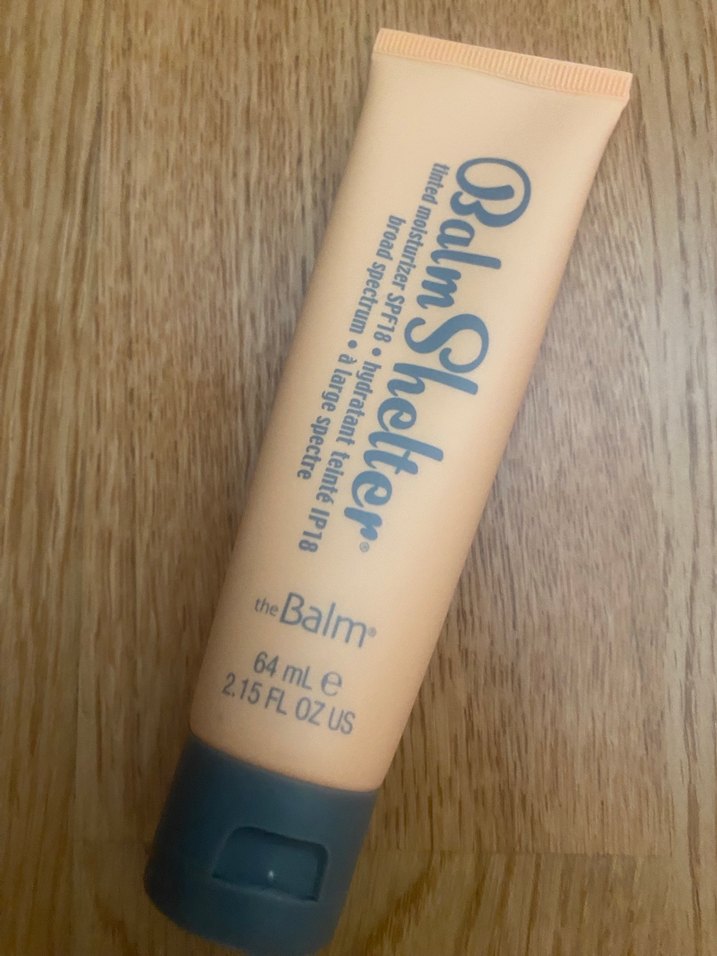 BalmShelter®
tinted moisturizer SPF18 • hydratant teinté IP18
broad spectrum • à large spectre
theBalm®
64 mL ℮
2.15 FL OZ US